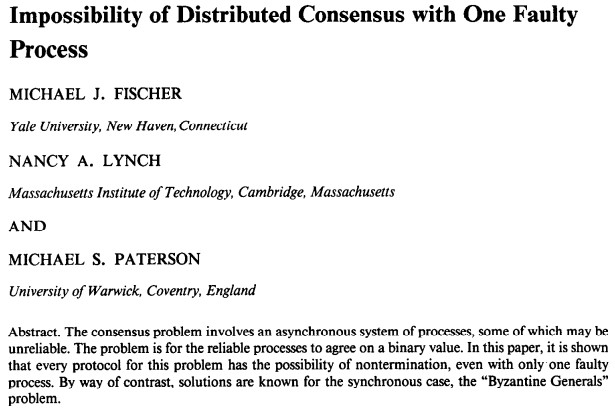 Impossibility of Distributed Consensus with One Faulty
Process
MICHAEL J. FISCHER
Yale University, New Haven, Connecticut
NANCY A. LYNCH
Massachusetts Institute of Technology, Cambridge, Massachusetts
AND
MICHAEL S. PATERSON
University of Warwick, Coventry, England
Abstract. The consensus problem involves an asynchronous system of processes, some of which may be
unreliable. The problem is for the reliable processes to agree on a binary value. In this paper, it is shown
that every protocol for this problem has the possibility of nontermination, even with only one faulty
process. By way of contrast, solutions are known for the synchronous case, the “Byzantine Generals”
problem.